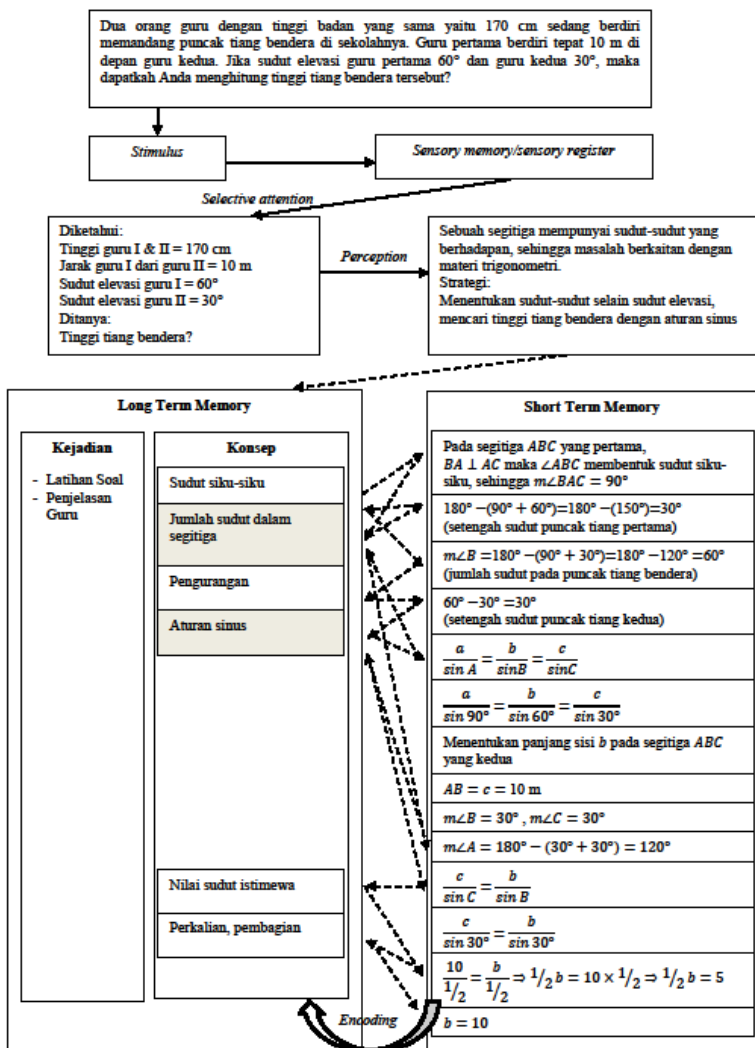 Dua orang guru dengan tinggi badan yang sama yaitu 170 cm sedang berdiri
memandang puncak tiang bendera di sekolahnya. Guru pertama berdiri tepat 10 m di
depan guru kedua. Jika sudut elevasi guru pertama 60° dan guru kedua 30°, maka
dapatkah Anda menghitung tinggi tiang bendera tersebut?
Stimulus
Sensory memory/sensory register
Selective attention
Diketahui:
Tinggi guru I & II = 170 cm
Jarak guru I dari guru II = 10 m
Sudut elevasi guru I = 60°
Sudut elevasi guru II = 30°
Ditanya:
Tinggi tiang bendera?
Perception
Sebuah segitiga mempunyai sudut-sudut yang
berhadapan, sehingga masalah berkaitan dengan
materi trigonometri.
Strategi:
Menentukan sudut-sudut selain sudut elevasi,
mencari tinggi tiang bendera dengan aturan sinus
Long Term Memory
Kejadian
- Latihan Soal
- Penjelasan
Guru
Konsep
Sudut siku-siku
Jumlah sudut dalam
segitiga
Pengurangan
Aturan sinus
Nilai sudut istimewa
Perkalian, pembagian
Short Term Memory
Pada segitiga ABC yang pertama,
BA ⊥ AC maka ∠ABC membentuk sudut siku-
siku, sehingga m∠BAC = 90°
180° −(90° + 60°)=180° −(150°)=30°
(setengah sudut puncak tiang pertama)
m∠B =180° −(90° + 30°)=180° −120° =60°
(jumlah sudut pada puncak tiang bendera)
60° −30° =30°
(setengah sudut puncak tiang kedua)
a/sin A = b/sinB = c/sinC
a/sin 90° = b/sin 60° = c/sin 30°
Menentukan panjang sisi b pada segitiga ABC
yang kedua
AB = c = 10 m
m∠B = 30° , m∠C = 30°
m∠A = 180° − (30° + 30°) = 120°
c/sin C = b/sin B
c/sin 30° = b/sin 30°
10/1/2 = b/1/2 ⇒ 1/2 b = 10 × 1/2 ⇒ 1/2 b = 5
b = 10
Encoding